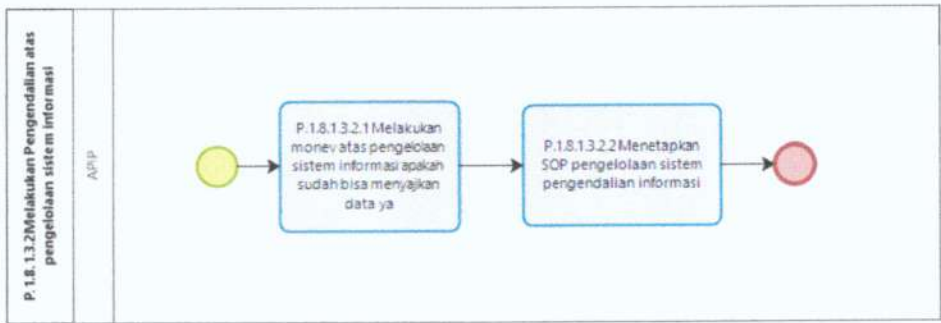 P.1.8.1.3.2Melakukan Pengendalian atas
pengelolaan sistem informasi
APIP
P.1.8.1.3.2.1 Melakukan
monev atas pengelolaan
sistem informasi apakan
sudah bisa menyajikan
data ya
P.1.8.1.3.2.2 Menetapkan
SOP pengelolaan sistem
pengendalian informasi